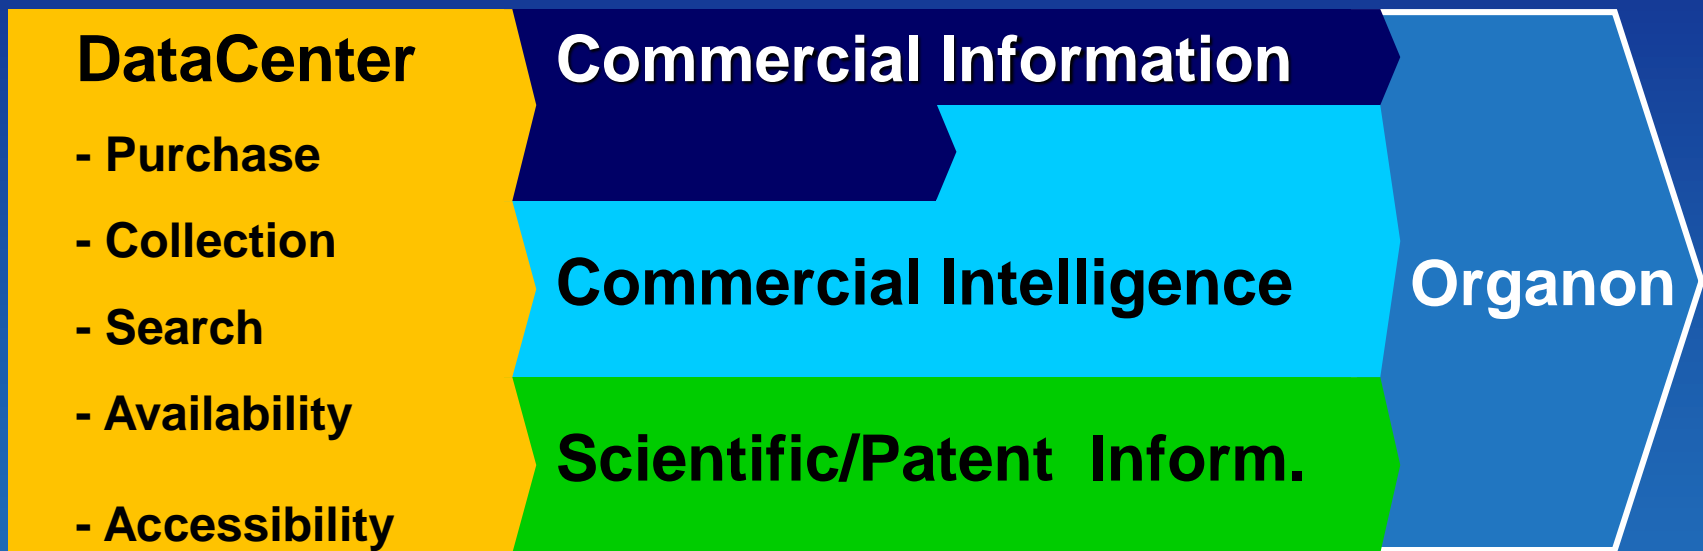 DataCenter
- Purchase
- Collection
- Search
- Availability
- Accessibility
Commercial Information
Commercial Intelligence
Scientific/Patent Inform.
Organon